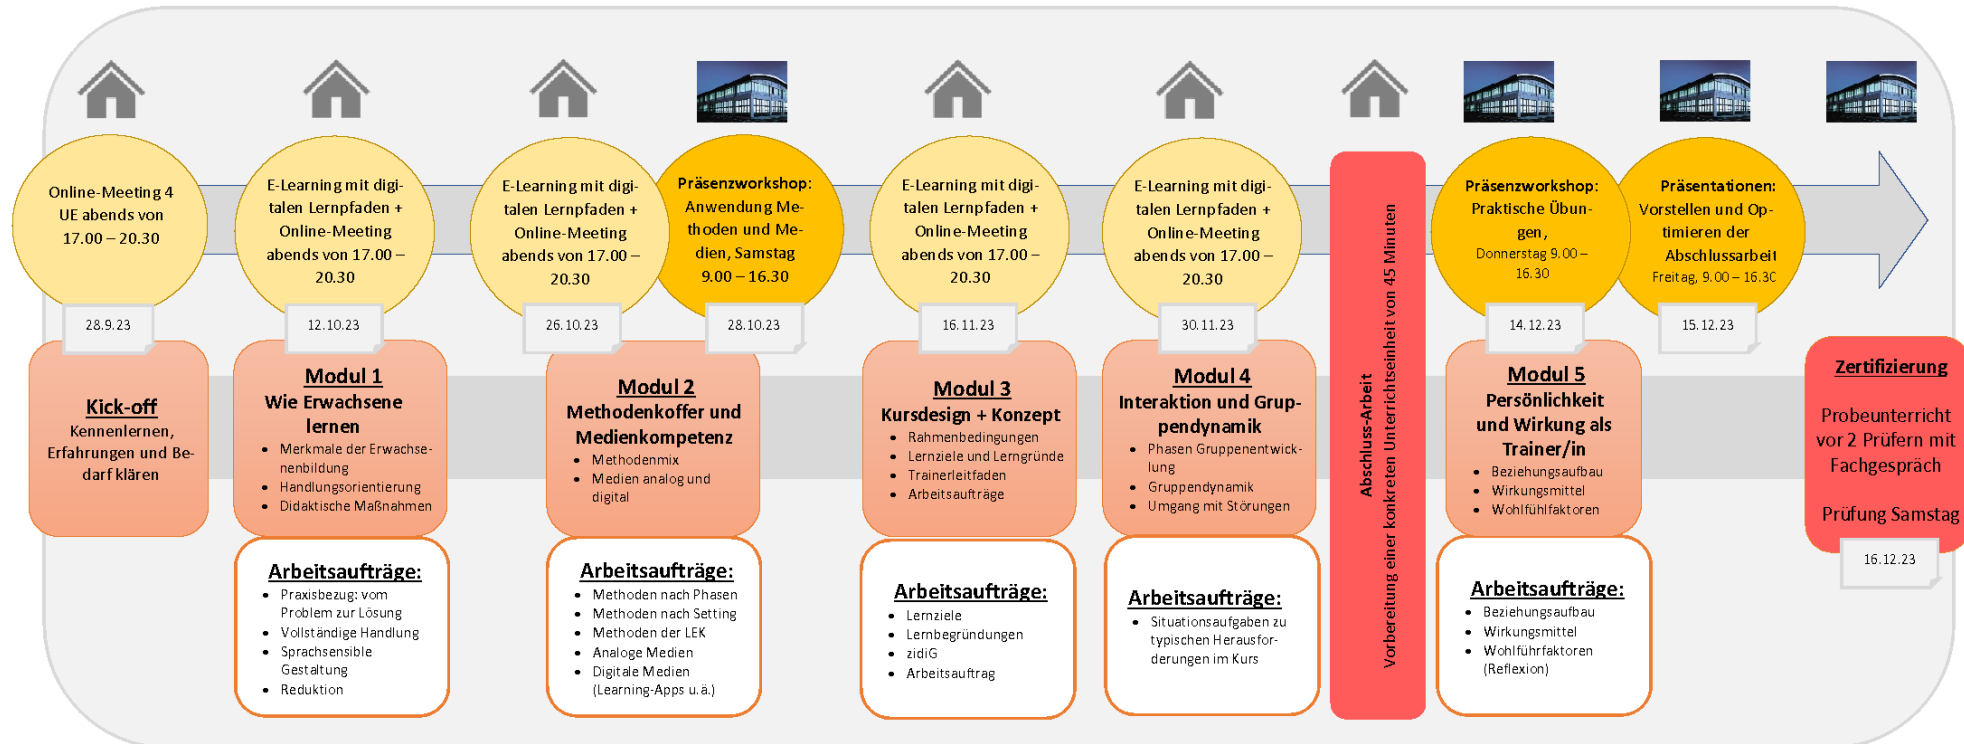 Online-Meeting 4
UE abends von
17.00 – 20.30
E-Learning mit digi-
talen Lernpfaden +
Online-Meeting
abends von 17.00 –
20.30
E-Learning mit digi-
talen Lernpfaden +
Online-Meeting
abends von 17.00 –
20.30
Präsenzworkshop:
Anwendung Me-
thoden und Me-
dien, Samstag
9.00 – 16.30
E-Learning mit digi-
talen Lernpfaden +
Online-Meeting
abends von 17.00 –
20.30
E-Learning mit digi-
talen Lernpfaden +
Online-Meeting
abends von 17.00 –
20.30
Präsenzworkshop:
Praktische Übun-
gen,
Donnerstag 9.00 –
16.30
Präsentationen:
Vorstellen und Op-
timieren der
Abschlussarbeit
Freitag, 9.00 – 16.30
28.9.23
12.10.23
26.10.23
28.10.23
16.11.23
30.11.23
14.12.23
15.12.23
Kick-off
Kennenlernen,
Erfahrungen und Be-
darf klären
Modul 1
Wie Erwachsene
lernen
• Merkmale der Erwachse-
nenbildung
• Handlungsorientierung
• Didaktische Maßnahmen
Modul 2
Methodenkoffer und
Medienkompetenz
• Methodenmix
• Medien analog und
digital
Modul 3
Kursdesign + Konzept
• Rahmenbedingungen
• Lernziele und Lerngründe
• Trainerleitfaden
• Arbeitsaufträge
Modul 4
Interaktion und Grup-
pendynamik
• Phasen Gruppenentwick-
lung
• Gruppendynamik
• Umgang mit Störungen
Abschluss-Arbeit
Vorbereitung einer konkreten Unterrichtseinheit von 45 Minuten
Modul 5
Persönlichkeit
und Wirkung als
Trainer/in
• Beziehungsaufbau
• Wirkungsmittel
• Wohlfühlfaktoren
Zertifizierung
Probeunterricht
vor 2 Prüfern mit
Fachgespräch
Prüfung Samstag
16.12.23
Arbeitsaufträge:
• Praxisbezug: vom
Problem zur Lösung
• Vollständige Handlung
• Sprachsensible
Gestaltung
• Reduktion
Arbeitsaufträge:
• Methoden nach Phasen
• Methoden nach Setting
• Methoden der LEK
• Analoge Medien
• Digitale Medien
(Learning-Apps u.ä.)
Arbeitsaufträge:
• Lernziele
• Lernbegründungen
• zidiG
• Arbeitsauftrag
Arbeitsaufträge:
• Situationsaufgaben zu
typischen Herausfor-
derungen im Kurs
Arbeitsaufträge:
• Beziehungsaufbau
• Wirkungsmittel
• Wohlführfaktoren
(Reflexion)